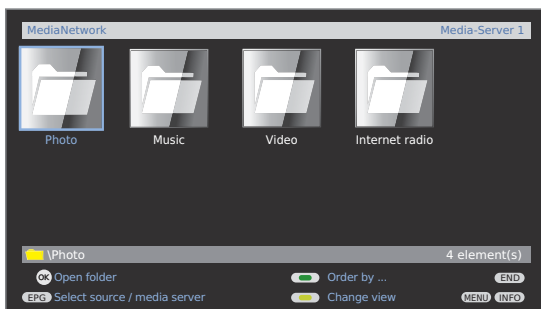 MediaNetwork Media-Server 1
Photo Music Video Internet radio
\Photo 4 element(s)
OK Open folder Order by ... END
EPG Select source / media server Change view MENU INFO